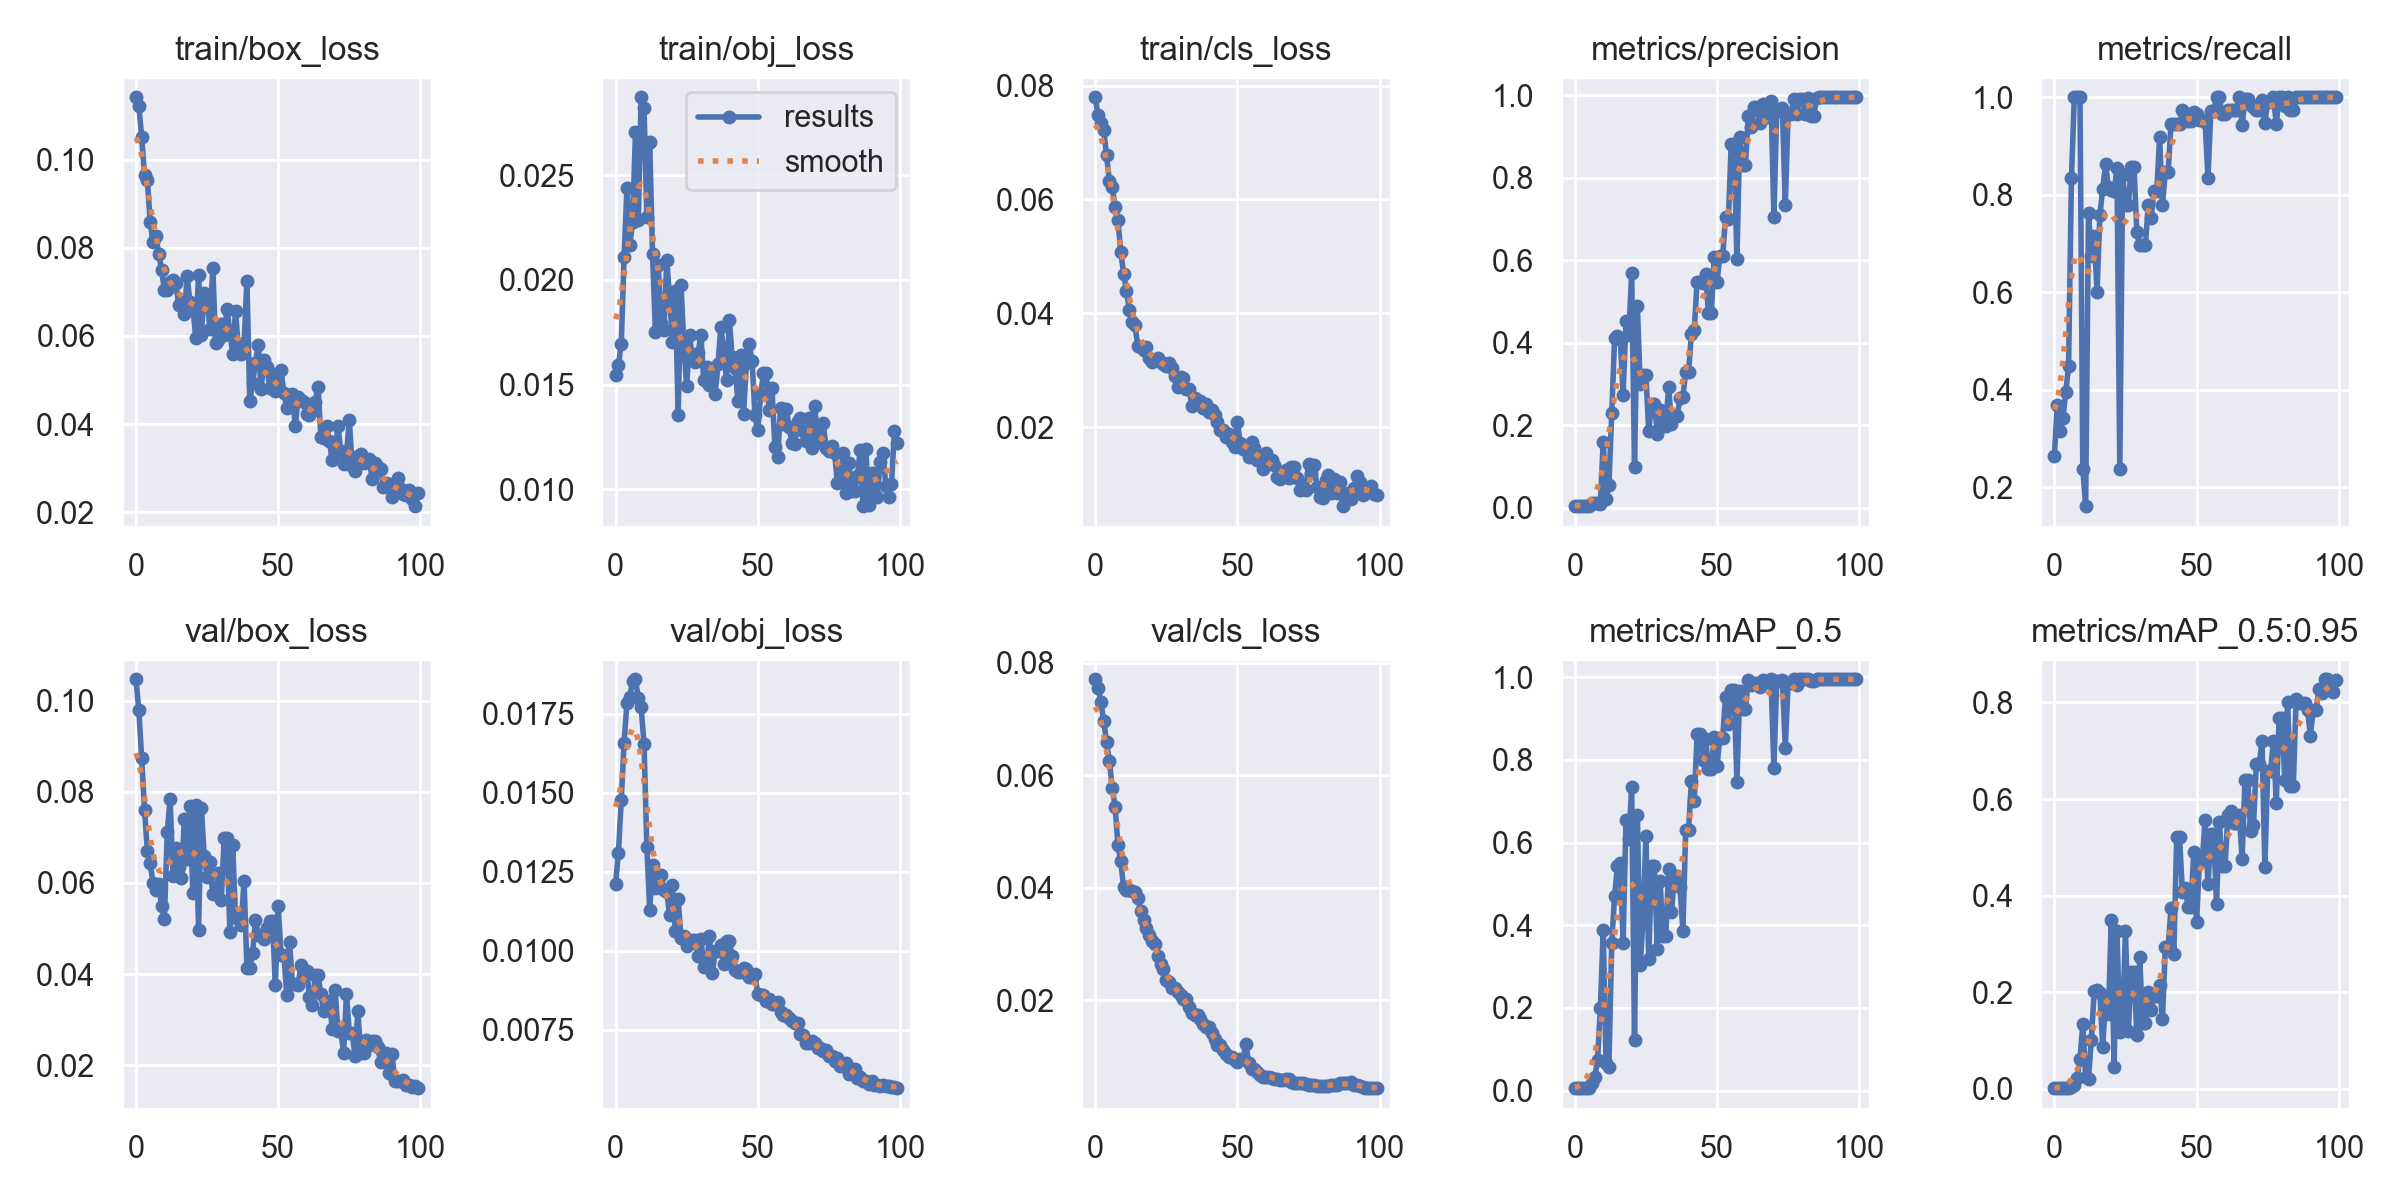 train/box_loss
0.10
0.08
0.06
0.04
0.02
0 50 100
train/obj_loss
results
smooth
0.025
0.020
0.015
0.010
0 50 100
train/cls_loss
0.08
0.06
0.04
0.02
0 50 100
metrics/precision
1.0
0.8
0.6
0.4
0.2
0.0
0 50 100
metrics/recall
1.0
0.8
0.6
0.4
0.2
0 50 100
val/box_loss
0.10
0.08
0.06
0.04
0.02
0 50 100
val/obj_loss
0.0175
0.0150
0.0125
0.0100
0.0075
0 50 100
val/cls_loss
0.08
0.06
0.04
0.02
0 50 100
metrics/mAP_0.5
1.0
0.8
0.6
0.4
0.2
0.0
0 50 100
metrics/mAP_0.5:0.95
0.8
0.6
0.4
0.2
0.0
0 50 100